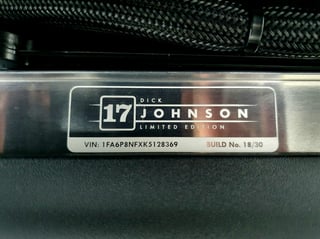 17
DICK
JOHNSON
LIMITED EDITION
VIN: 1FA6P8NFXK5128369 BUILD No. 18/30